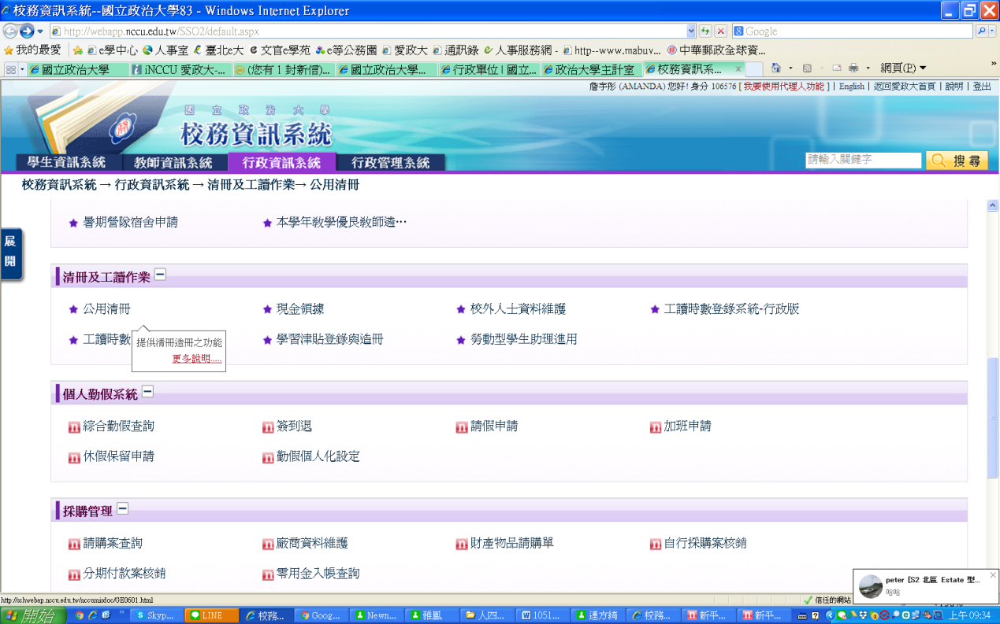 校務資訊系統--國立政治大學83 - Windows Internet Explorer
http://webapp.nccu.edu.tw/SSO2/default.aspx
Google
我的最愛 e學中心 人事室 臺北e大 文官e學苑 e等公務園 愛政大 通訊錄 人事服務網 - http--www.mabuv... 中華郵政全球資...
國立政治大學 iNCCU 愛政大-... (您有 1 封新信)... 國立政治大學... 行政單位 | 國立... 政治大學主計室 校務資訊系... x 網頁(P)
詹宇彤 (AMANDA) 您好! 身分 106576 [ 我要使用代理人功能 ] | English | 返回愛政大首頁 | 說明 | 登出
國立政治大學
校務資訊系統
學生資訊系統 教師資訊系統 行政資訊系統 行政管理系統
請輸入關鍵字 搜尋
校務資訊系統 → 行政資訊系統 → 清冊及工讀作業→ 公用清冊
暑期營隊宿舍申請 本學年教學優良教師遴…
展開
清冊及工讀作業
公用清冊 現金領據 校外人士資料維護 工讀時數登錄系統-行政版
工讀時數 學習津貼登錄與造冊 勞動型學生助理進用
提供清冊造冊之功能
更多說明.....
個人勤假系統
綜合勤假查詢 簽到退 請假申請 加班申請
休假保留申請 勤假個人化設定
採購管理
請購案查詢 廠商資料維護 財產物品請購單 自行採購案核銷
分期付款案核銷 零用金入帳查詢
peter [S2 北區 Estate 型...
哈哈
http://schwebap.nccu.edu.tw/nccumisdoc/GE0601.html 信任的網站
開始 Skyp... LINE 校務... Goog... Newn... 雅鳳 人四... 1051... 連方綺 校務... 新平... 新平... 上午 09:34